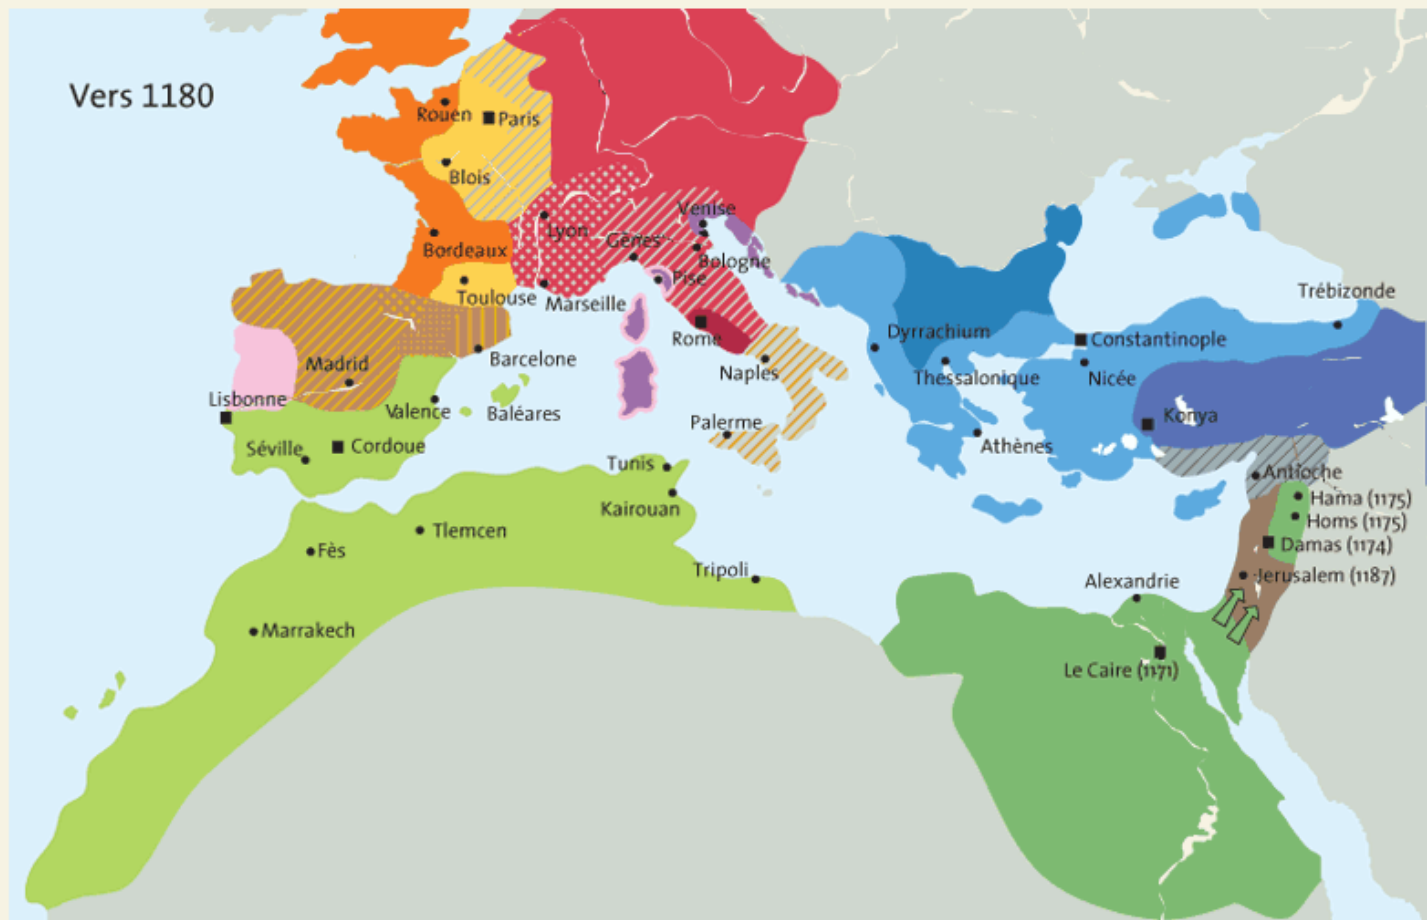 Vers 1180
Rouen
Paris
Blois
Venise
Lyon
Gênes
Bordeaux
Bologne
Pise
Toulouse
Marseille
Trébizonde
Rome
Dyrrachium
Constantinople
Madrid
Barcelone
Naples
Thessalonique
Nicée
Lisbonne
Valence
Baléares
Konya
Palerme
Séville
Cordoue
Athènes
Tunis
Antioche
Hama (1175)
Kairouan
Homs (1175)
Tlemcen
Damas (1174)
Fès
Tripoli
Alexandrie
Jerusalem (1187)
Marrakech
Le Caire (1171)